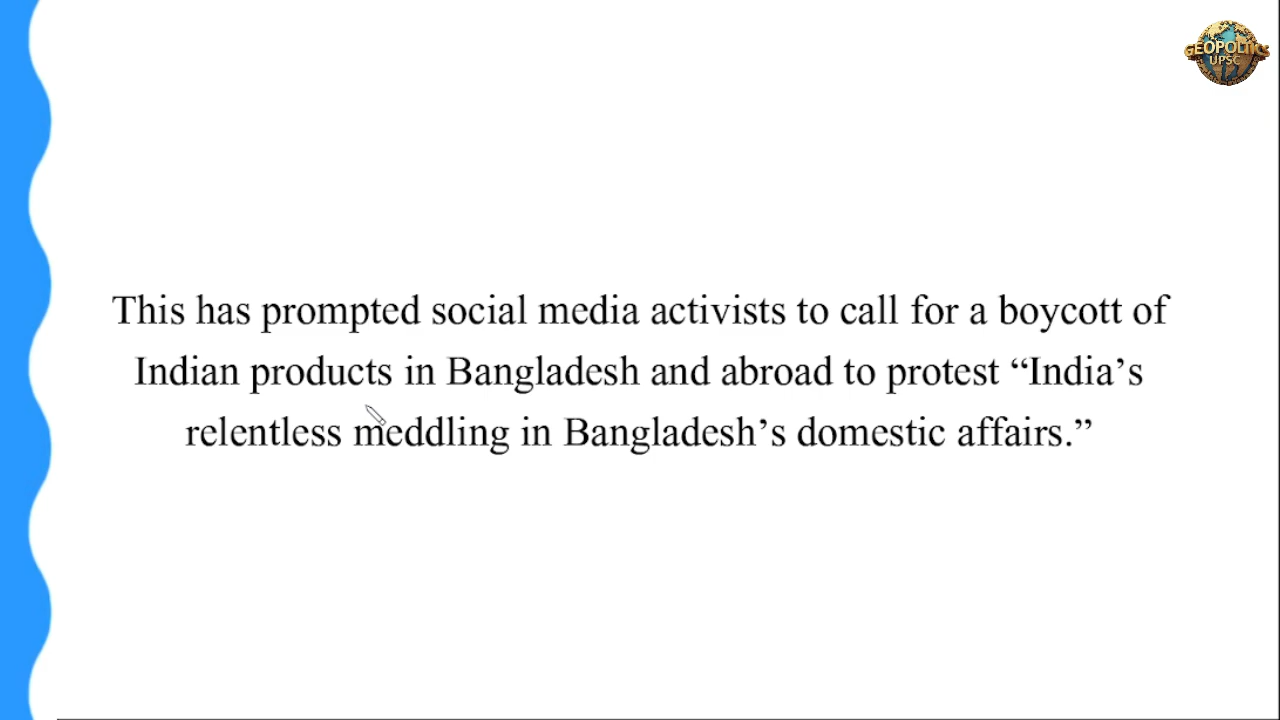 GEOPOLITICS
UPSC
This has prompted social media activists to call for a boycott of
Indian products in Bangladesh and abroad to protest “India’s
relentless meddling in Bangladesh’s domestic affairs.”